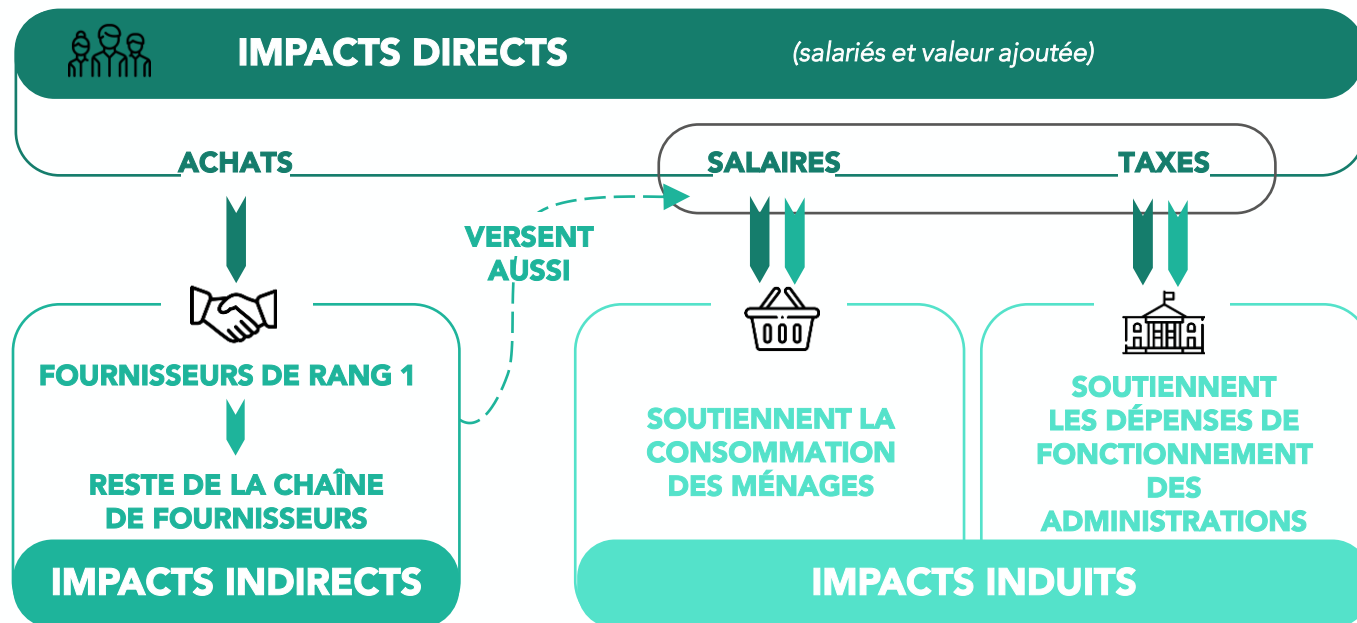 IMPACTS DIRECTS
(salariés et valeur ajoutée)
ACHATS
SALAIRES
TAXES
VERSENT
AUSSI
FOURNISSEURS DE RANG 1
RESTE DE LA CHAÎNE
DE FOURNISSEURS
IMPACTS INDIRECTS
SOUTIENNENT LA
CONSOMMATION
DES MÉNAGES
SOUTIENNENT
LES DÉPENSES DE
FONCTIONNEMENT
DES
ADMINISTRATIONS
IMPACTS INDUITS